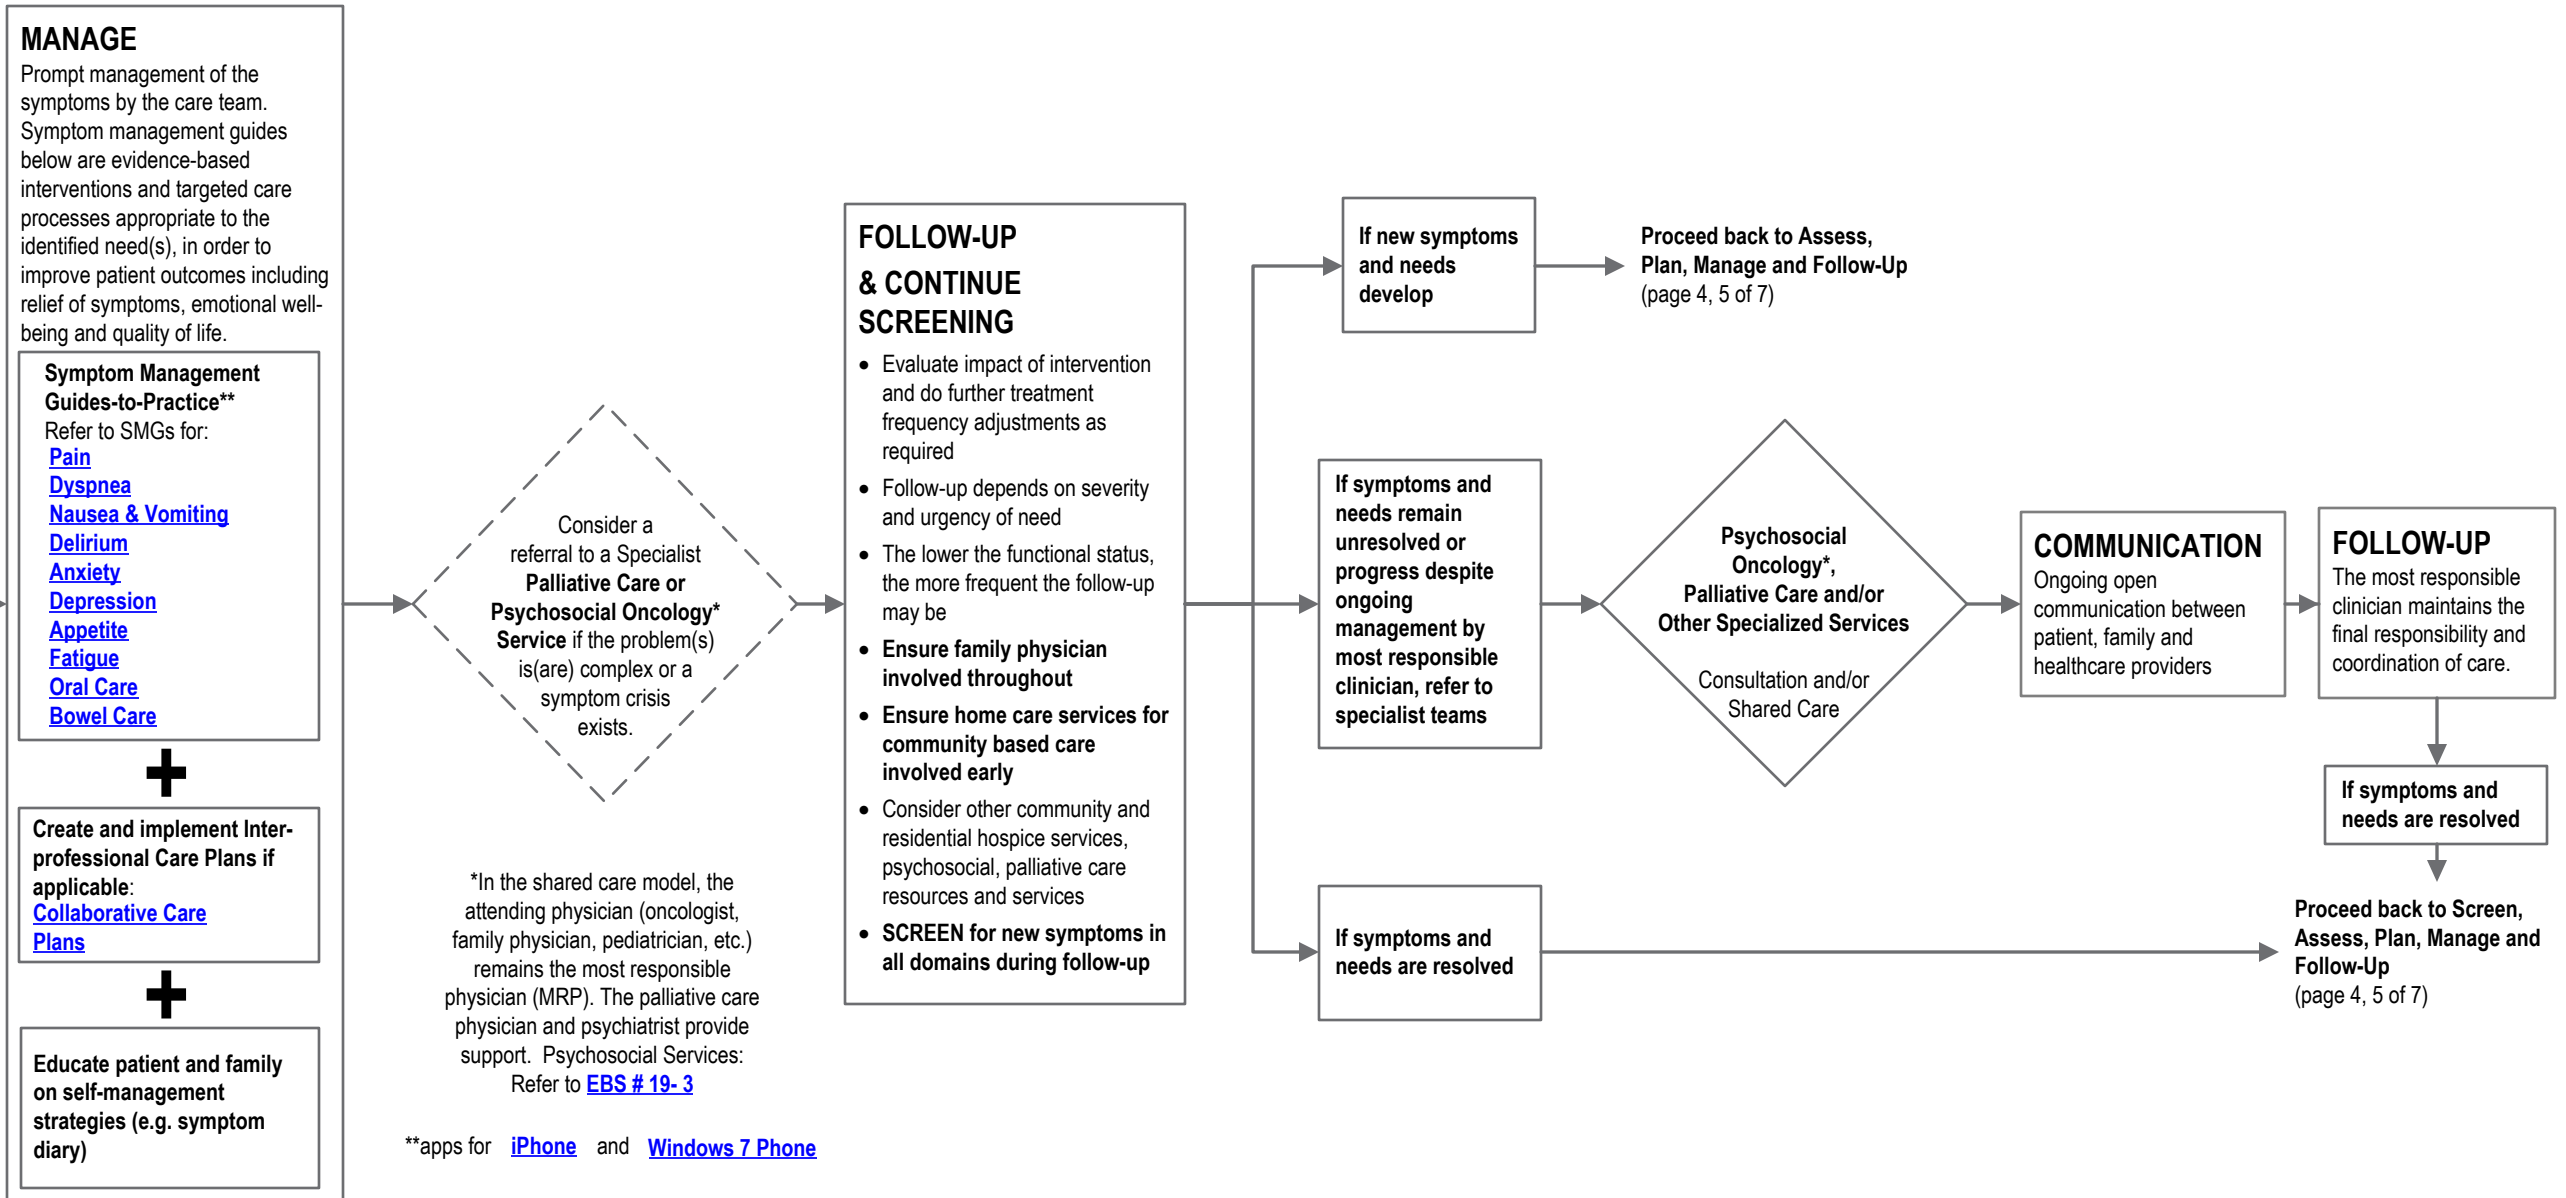 MANAGE
Prompt management of the
symptoms by the care team.
Symptom management guides
below are evidence-based
interventions and targeted care
processes appropriate to the
identified need(s), in order to
improve patient outcomes including
relief of symptoms, emotional well-
being and quality of life.
Symptom Management
Guides-to-Practice**
Refer to SMGs for:
Pain
Dyspnea
Nausea & Vomiting
Delirium
Anxiety
Depression
Appetite
Fatigue
Oral Care
Bowel Care
Create and implement Inter-
professional Care Plans if
applicable:
Collaborative Care
Plans
Educate patient and family
on self-management
strategies (e.g. symptom
diary)
Consider a
referral to a Specialist
Palliative Care or
Psychosocial Oncology*
Service if the problem(s)
is(are) complex or a
symptom crisis
exists.
*In the shared care model, the
attending physician (oncologist,
family physician, pediatrician, etc.)
remains the most responsible
physician (MRP). The palliative care
physician and psychiatrist provide
support. Psychosocial Services:
Refer to EBS # 19- 3
**apps for iPhone and Windows 7 Phone
FOLLOW-UP
& CONTINUE
SCREENING
• Evaluate impact of intervention
and do further treatment
frequency adjustments as
required
• Follow-up depends on severity
and urgency of need
• The lower the functional status,
the more frequent the follow-up
may be
• Ensure family physician
involved throughout
• Ensure home care services for
community based care
involved early
• Consider other community and
residential hospice services,
psychosocial, palliative care
resources and services
• SCREEN for new symptoms in
all domains during follow-up
If new symptoms
and needs
develop
Proceed back to Assess,
Plan, Manage and Follow-Up
(page 4, 5 of 7)
If symptoms and
needs remain
unresolved or
progress despite
ongoing
management by
most responsible
clinician, refer to
specialist teams
Psychosocial
Oncology*,
Palliative Care and/or
Other Specialized Services
Consultation and/or
Shared Care
COMMUNICATION
Ongoing open
communication between
patient, family and
healthcare providers
FOLLOW-UP
The most responsible
clinician maintains the
final responsibility and
coordination of care.
If symptoms and
needs are resolved
If symptoms and
needs are resolved
Proceed back to Screen,
Assess, Plan, Manage and
Follow-Up
(page 4, 5 of 7)